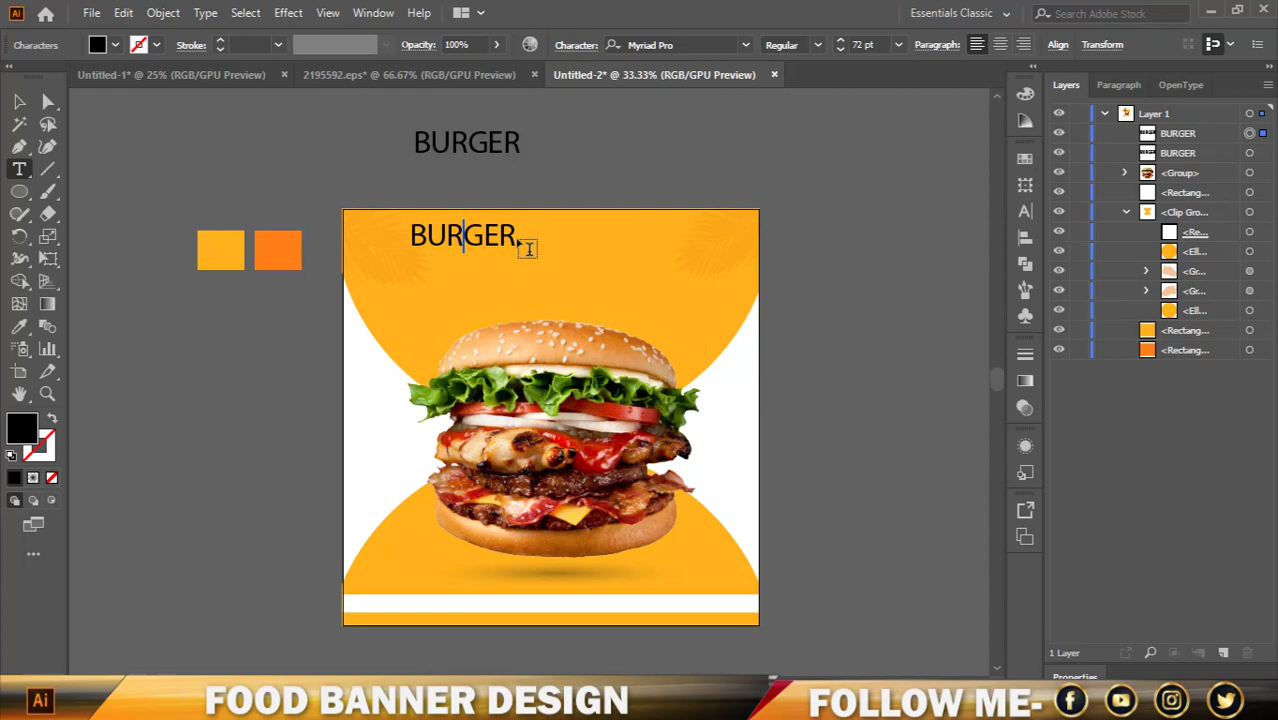 Ai File Edit Object Type Select Effect View Window Help Essentials Classic Search Adobe Stock
Characters Stroke: Opacity: 100% Character: Myriad Pro Regular 72 pt Paragraph: Align Transform
Untitled-1* @ 25% (RGB/GPU Preview) 2195592.eps* @ 66.67% (RGB/GPU Preview) Untitled-2* @ 33.33% (RGB/GPU Preview)
Layers Paragraph OpenType
Layer 1
BURGER
BURGER
<Group>
<Rectang...
<Clip Gro...
<Re...
<Ell...
<Gr...
<Gr...
<Ell...
<Rectang...
<Rectang...
BURGER
BURGER
1 Layer
Properties
Ai FOOD BANNER DESIGN FOLLOW ME-